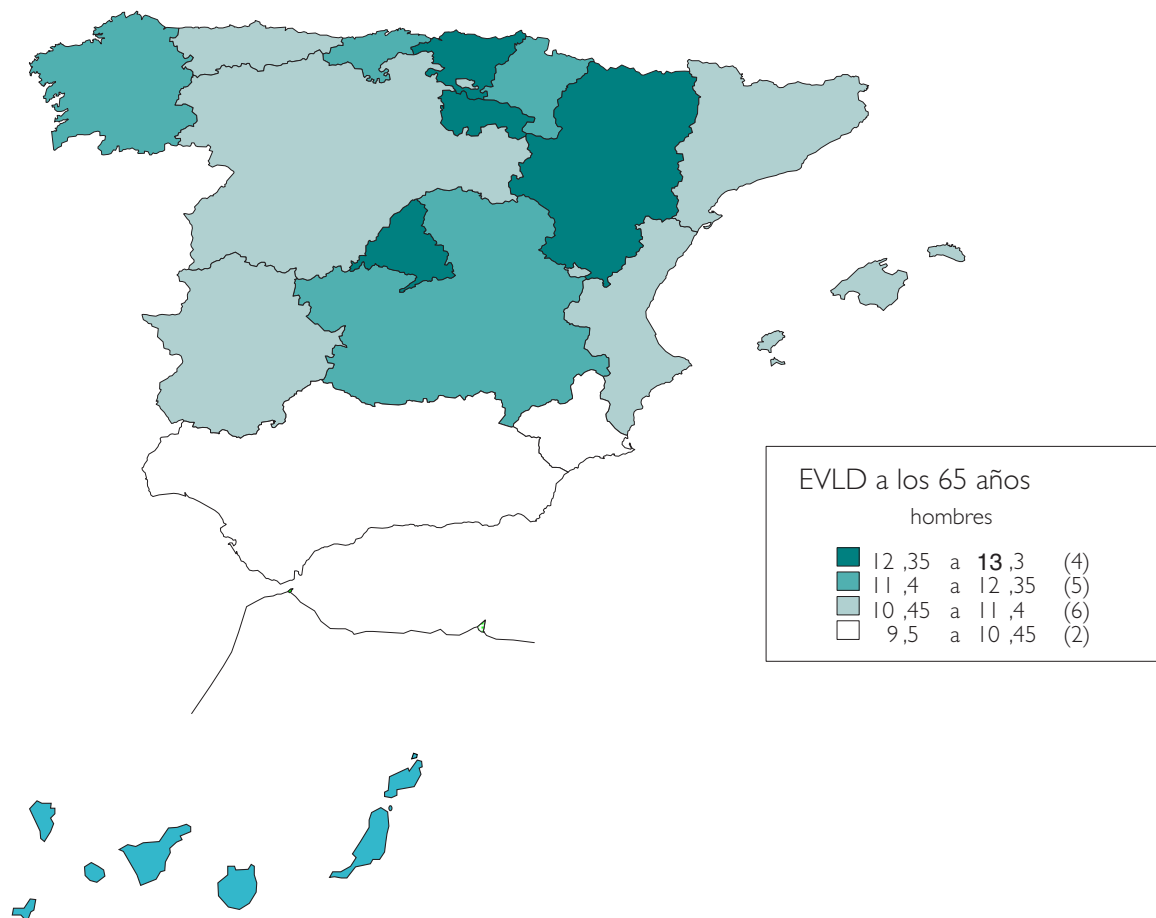 EVLD a los 65 años
hombres
12 ,35 a 13 ,3 (4)
11 ,4 a 12 ,35 (5)
10 ,45 a 11 ,4 (6)
9,5 a 10 ,45 (2)